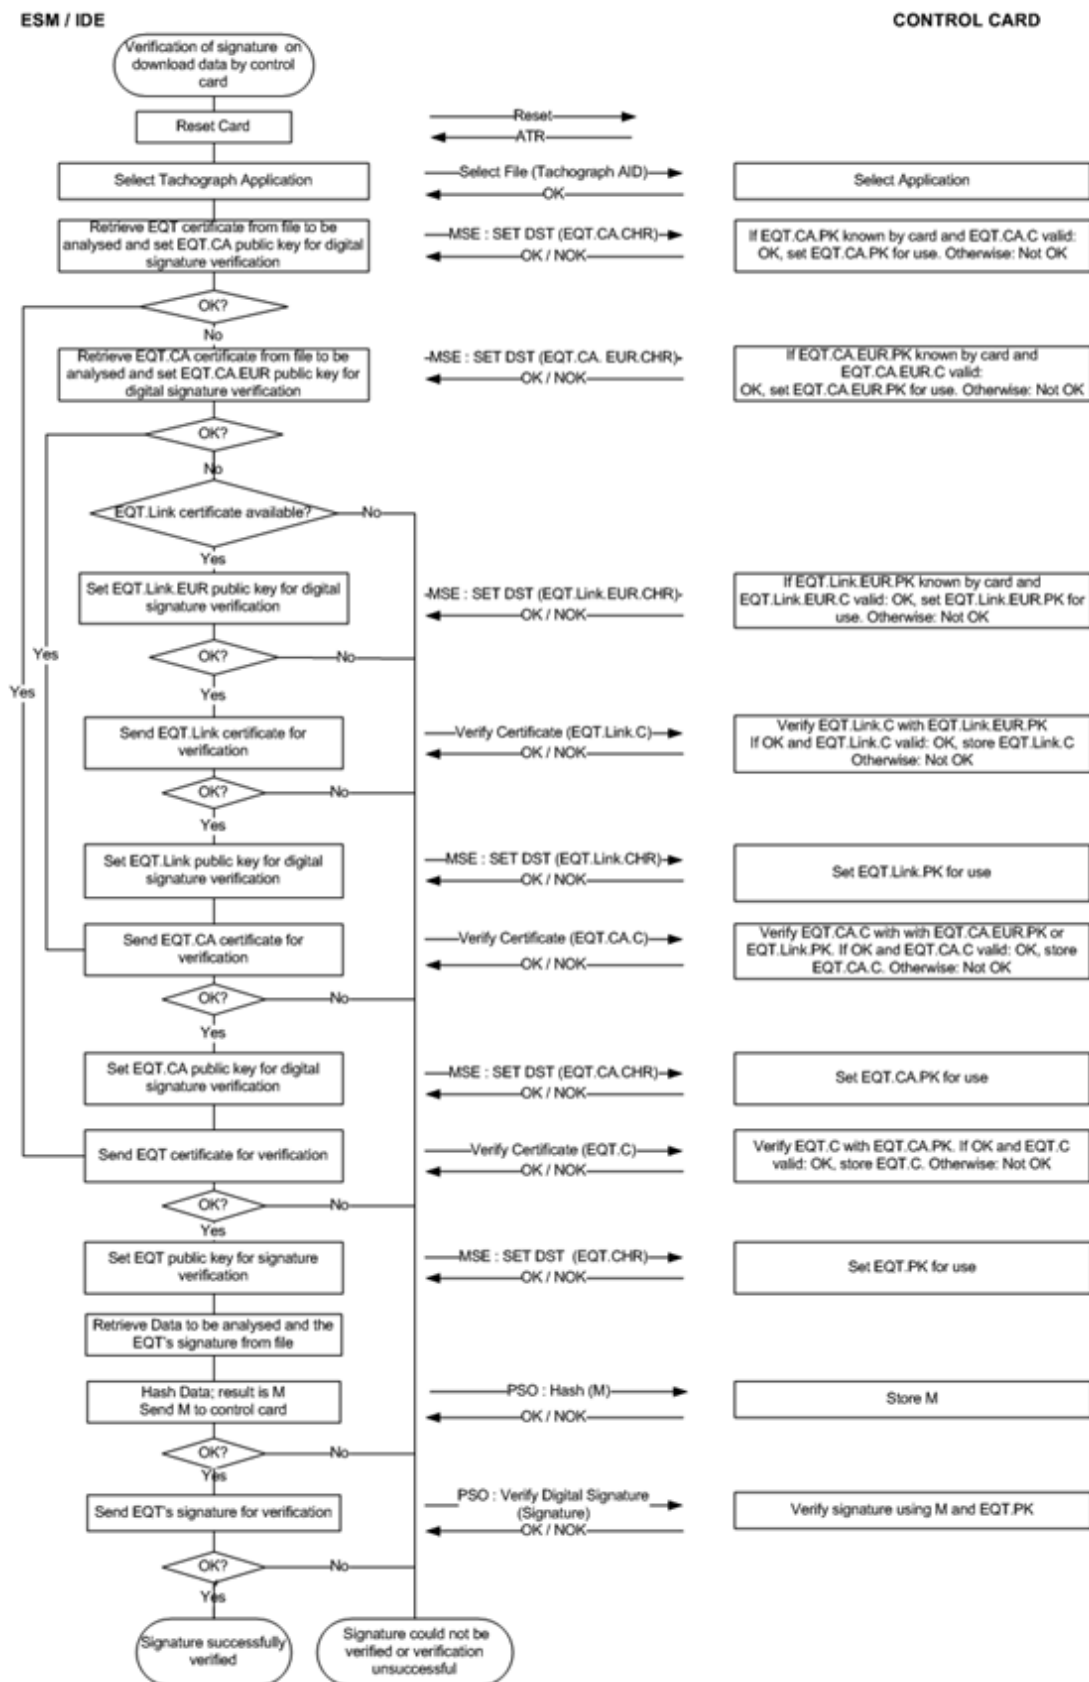 ESM / IDE
CONTROL CARD
Verification of signature on
download data by control
card
Reset Card
Reset
ATR
Select Tachograph Application
Select File (Tachograph AID)
OK
Select Application
Retrieve EQT certificate from file to be
analysed and set EQT.CA public key for digital
signature verification
MSE : SET DST (EQT.CA.CHR)
OK / NOK
If EQT.CA.PK known by card and EQT.CA.C valid:
OK, set EQT.CA.PK for use. Otherwise: Not OK
OK?
No
Retrieve EQT.CA certificate from file to be
analysed and set EQT.CA.EUR public key for
digital signature verification
MSE : SET DST (EQT.CA. EUR.CHR)
OK / NOK
If EQT.CA.EUR.PK known by card and
EQT.CA.EUR.C valid:
OK, set EQT.CA.EUR.PK for use. Otherwise: Not OK
OK?
No
EQT.Link certificate available?
No
Yes
Set EQT.Link.EUR public key for digital
signature verification
MSE : SET DST (EQT.Link.EUR.CHR)
OK / NOK
If EQT.Link.EUR.PK known by card and
EQT.Link.EUR.C valid: OK, set EQT.Link.EUR.PK for
use. Otherwise: Not OK
OK?
No
Yes
Yes
Yes
Send EQT.Link certificate for
verification
Verify Certificate (EQT.Link.C)
OK / NOK
Verify EQT.Link.C with EQT.Link.EUR.PK
If OK and EQT.Link.C valid: OK, store EQT.Link.C
Otherwise: Not OK
OK?
No
Yes
Set EQT.Link public key for digital
signature verification
MSE : SET DST (EQT.Link.CHR)
OK / NOK
Set EQT.Link.PK for use
Send EQT.CA certificate for
verification
Verify Certificate (EQT.CA.C)
OK / NOK
Verify EQT.CA.C with with EQT.CA.EUR.PK or
EQT.Link.PK. If OK and EQT.CA.C valid: OK, store
EQT.CA.C. Otherwise: Not OK
OK?
No
Yes
Set EQT.CA public key for digital
signature verification
MSE : SET DST (EQT.CA.CHR)
OK / NOK
Set EQT.CA.PK for use
Send EQT certificate for verification
Verify Certificate (EQT.C)
OK / NOK
Verify EQT.C with EQT.CA.PK. If OK and EQT.C
valid: OK, store EQT.C. Otherwise: Not OK
OK?
No
Yes
Set EQT public key for signature
verification
MSE : SET DST (EQT.CHR)
OK / NOK
Set EQT.PK for use
Retrieve Data to be analysed and the
EQT's signature from file
Hash Data; result is M
Send M to control card
PSO : Hash (M)
OK / NOK
Store M
OK?
No
Yes
Send EQT's signature for verification
PSO : Verify Digital Signature
(Signature)
OK / NOK
Verify signature using M and EQT.PK
OK?
No
Yes
Signature successfully
verified
Signature could not be
verified or verification
unsuccessful